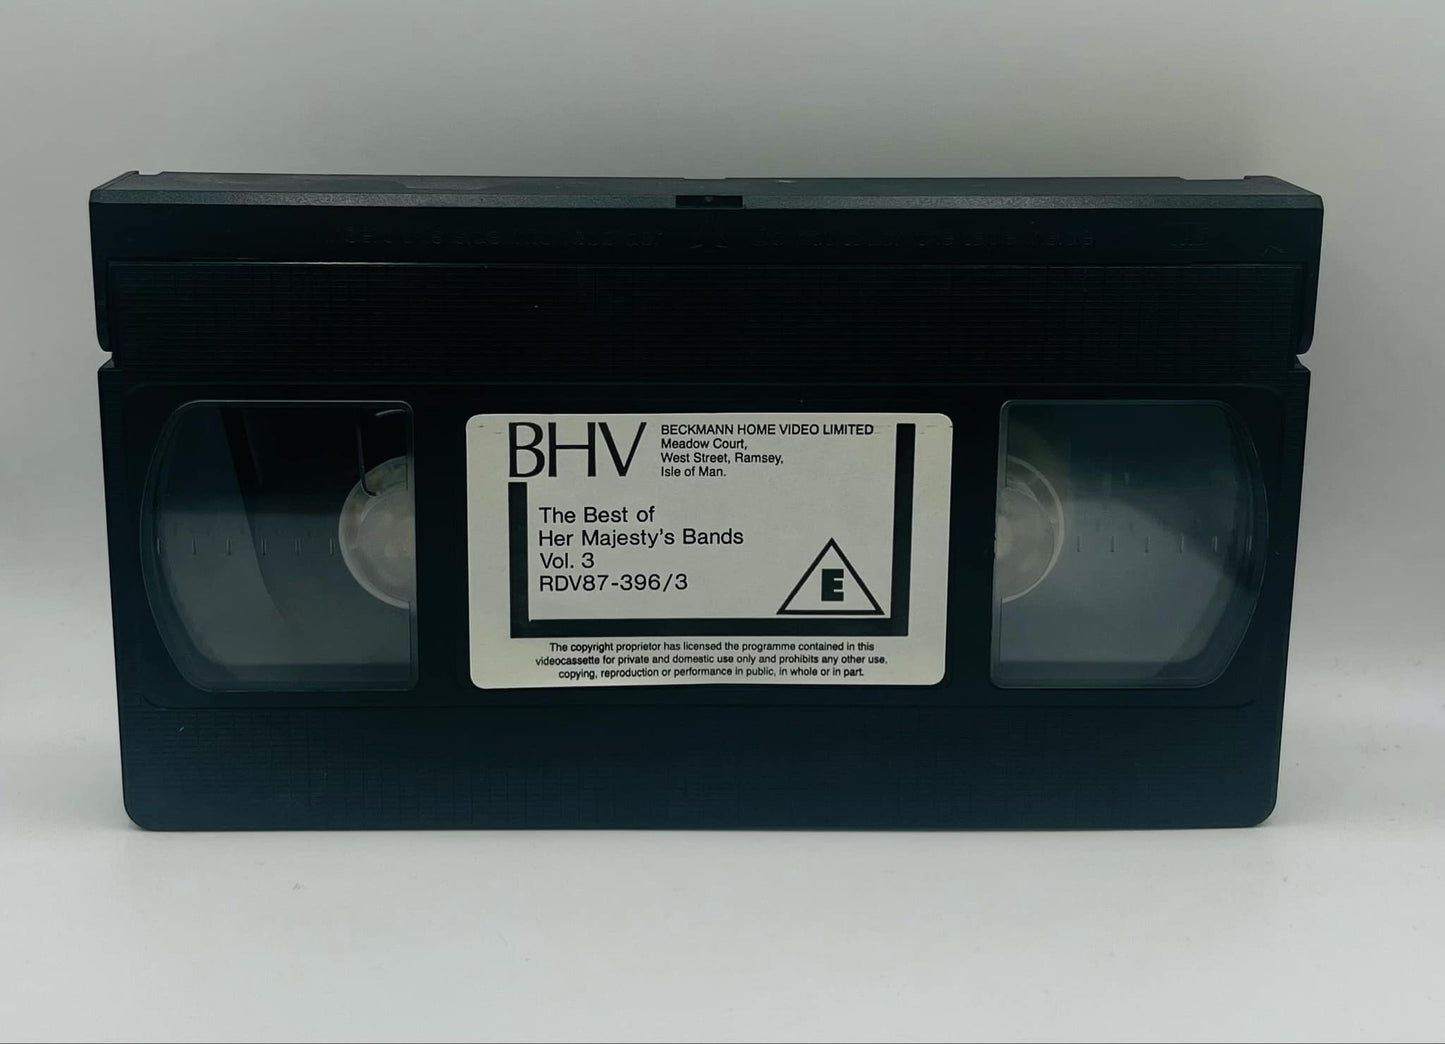 BHV
BECKMANN HOME VIDEO LIMITED
Meadow Court,
West Street, Ramsey,
Isle of Man.
The Best of
Her Majesty's Bands
Vol. 3
RDV87-396/3
E
The copyright proprietor has licensed the programme contained in this
videocassette for private and domestic use only and prohibits any other use,
copying, reproduction or performance in public, in whole or in part.